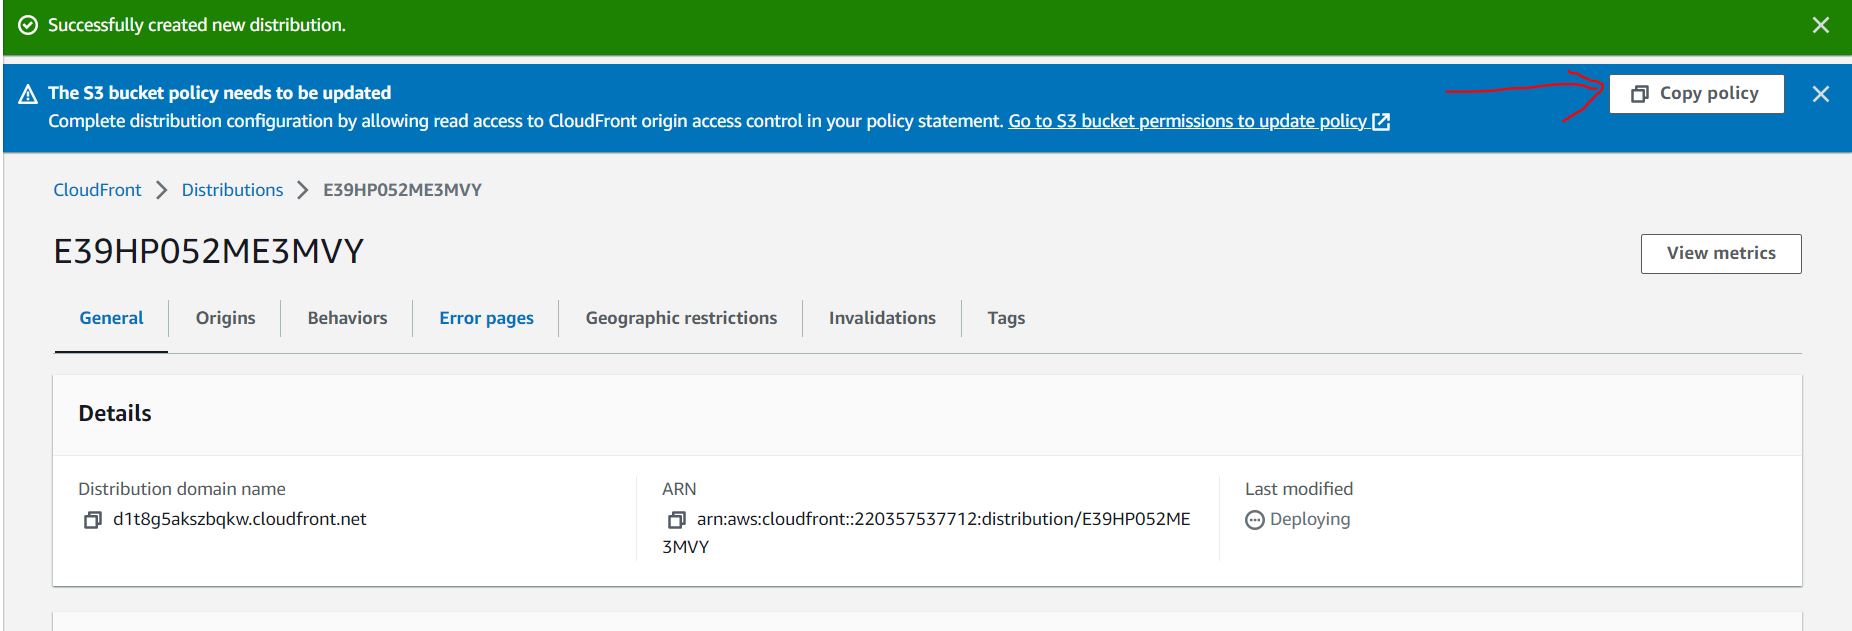 Successfully created new distribution.
The S3 bucket policy needs to be updated
Copy policy
Complete distribution configuration by allowing read access to CloudFront origin access control in your policy statement. Go to S3 bucket permissions to update policy
CloudFront > Distributions > E39HP052ME3MVY
E39HP052ME3MVY
View metrics
General Origins Behaviors Error pages Geographic restrictions Invalidations Tags
Details
Distribution domain name
d1t8g5akszbqkw.cloudfront.net
ARN
arn:aws:cloudfront::220357537712:distribution/E39HP052ME
3MVY
Last modified
Deploying